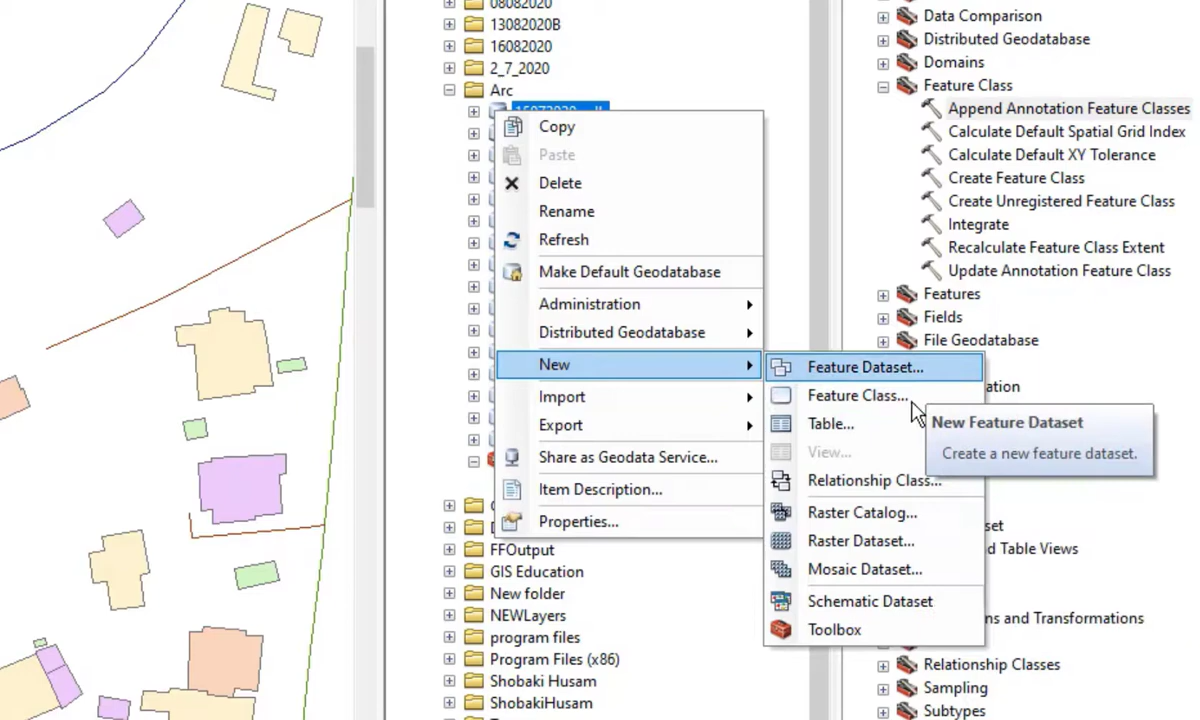 08082020
13082020B
16082020
2_7_2020
Arc
Copy
Paste
Delete
Rename
Refresh
Make Default Geodatabase
Administration
Distributed Geodatabase
New
Import
Export
Share as Geodata Service...
Item Description...
Properties...
FFOutput
GIS Education
New folder
NEWLayers
program files
Program Files (x86)
Shobaki Husam
ShobakiHusam
Feature Dataset...
Feature Class...
Table...
View...
Relationship Class...
Raster Catalog...
Raster Dataset...
Mosaic Dataset...
Schematic Dataset
Toolbox
New Feature Dataset
Create a new feature dataset.
Data Comparison
Distributed Geodatabase
Domains
Feature Class
Append Annotation Feature Classes
Calculate Default Spatial Grid Index
Calculate Default XY Tolerance
Create Feature Class
Create Unregistered Feature Class
Integrate
Recalculate Feature Class Extent
Update Annotation Feature Class
Features
Fields
File Geodatabase
ation
set
d Table Views
ns and Transformations
Relationship Classes
Sampling
Subtypes